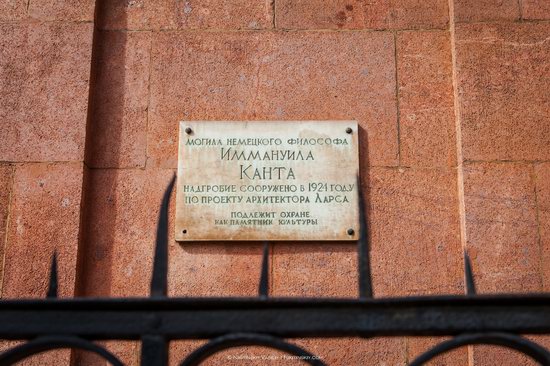 МОГИЛА НЕМЕЦКОГО ФИЛОСОФА
ИММАНУИЛА
КАНТА
НАДГРОБИЕ СООРУЖЕНО В 1924 ГОДУ
ПО ПРОЕКТУ АРХИТЕКТОРА ЛАРСА
ПОДЛЕЖИТ ОХРАНЕ
КАК ПАМЯТНИК КУЛЬТУРЫ